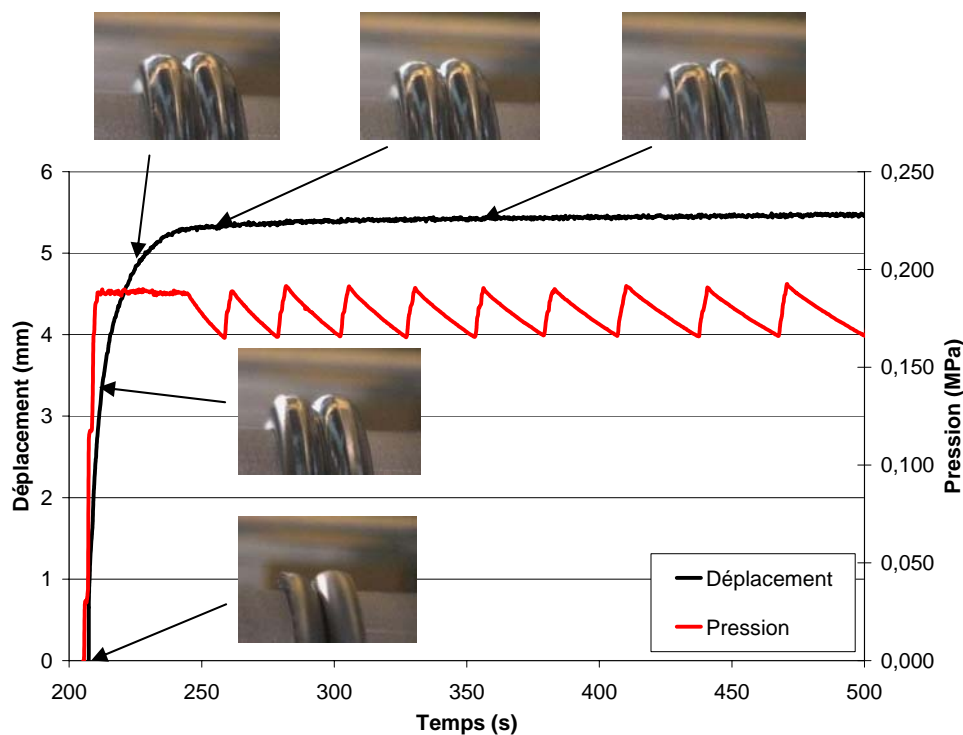 6
5
4
3
2
1
0
Déplacement (mm)
0,250
0,200
0,150
0,100
0,050
0,000
Pression (MPa)
Déplacement
Pression
200 250 300 350 400 450 500
Temps (s)